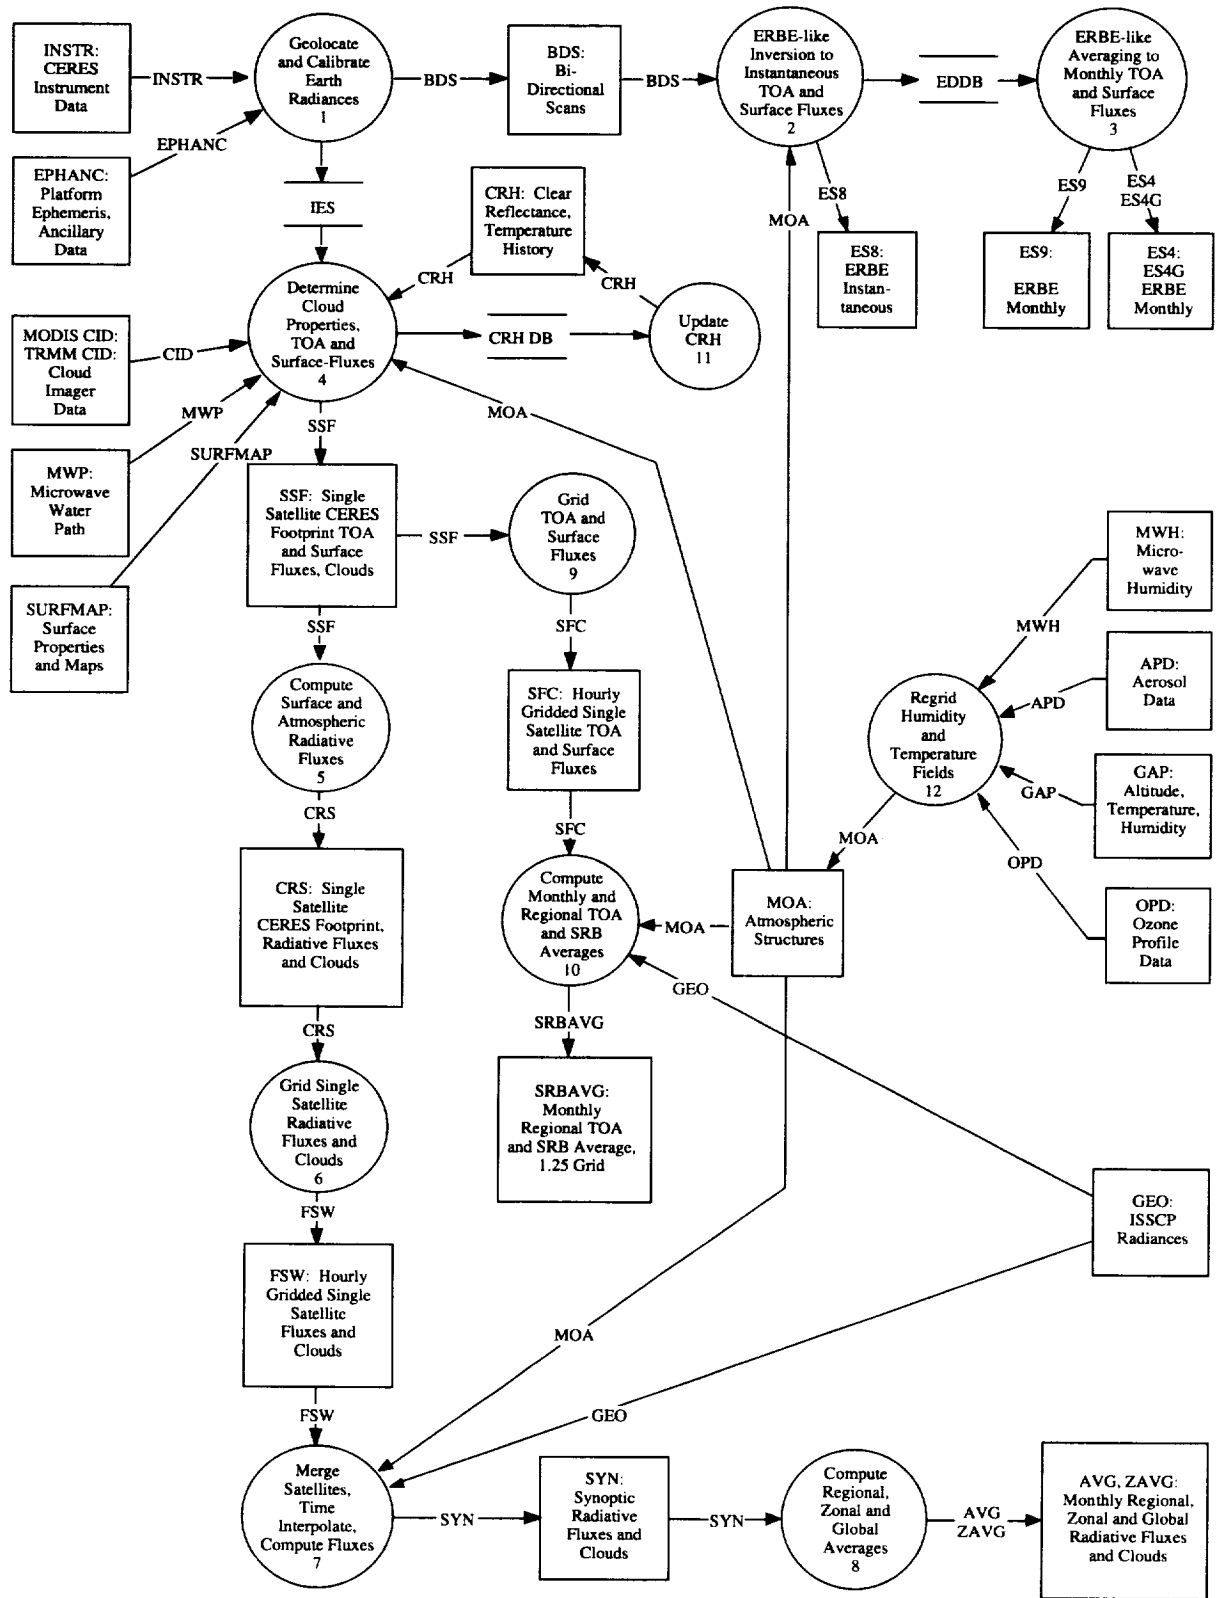 INSTR:
CERES
Instrument
Data
INSTR
Geolocate
and Calibrate
Earth
Radiances
1
BDS
BDS:
Bi-
Directional
Scans
BDS
ERBE-like
Inversion to
Instantaneous
TOA and
Surface Fluxes
2
EDDB
ERBE-like
Averaging to
Monthly TOA
and Surface
Fluxes
3
EPHANC
EPHANC:
Platform
Ephemeris,
Ancillary
Data
IES
CRH: Clear
Reflectance,
Temperature
History
MOA
ES8
ES9
ES4
ES4G
ES8:
ERBE
Instan-
taneous
ES9:
ERBE
Monthly
ES4:
ES4G
ERBE
Monthly
CRH
CRH
Determine
Cloud
Properties,
TOA and
Surface-Fluxes
4
CRH DB
Update
CRH
11
MODIS CID:
TRMM CID:
Cloud
Imager
Data
CID
MWP
SURFMAP
SSF
MOA
MWP:
Microwave
Water
Path
SSF: Single
Satellite CERES
Footprint TOA
and Surface
Fluxes, Clouds
SSF
Grid
TOA and
Surface
Fluxes
9
MWH:
Micro-
wave
Humidity
SURFMAP:
Surface
Properties
and Maps
SSF
SFC
MWH
Compute
Surface and
Atmospheric
Radiative
Fluxes
5
SFC: Hourly
Gridded Single
Satellite TOA
and Surface
Fluxes
Regrid
Humidity
and
Temperature
Fields
12
APD
APD:
Aerosol
Data
GAP
GAP:
Altitude,
Temperature,
Humidity
CRS
SFC
MOA
OPD
CRS: Single
Satellite
CERES Footprint,
Radiative Fluxes
and Clouds
Compute
Monthly and
Regional TOA
and SRB
Averages
10
MOA
MOA:
Atmospheric
Structures
OPD:
Ozone
Profile
Data
GEO
CRS
SRBAVG
Grid Single
Satellite
Radiative
Fluxes and
Clouds
6
SRBAVG:
Monthly
Regional TOA
and SRB Average,
1.25 Grid
GEO:
ISSCP
Radiances
FSW
FSW: Hourly
Gridded Single
Satellite
Fluxes and
Clouds
MOA
FSW
GEO
Merge
Satellites,
Time
Interpolate,
Compute Fluxes
7
SYN
SYN:
Synoptic
Radiative
Fluxes and
Clouds
SYN
Compute
Regional,
Zonal and
Global
Averages
8
AVG
ZAVG
AVG, ZAVG:
Monthly Regional,
Zonal and Global
Radiative Fluxes
and Clouds